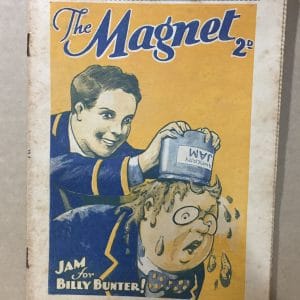 The Magnet 2D
JAM
JAM
for
BILLY BUNTER!